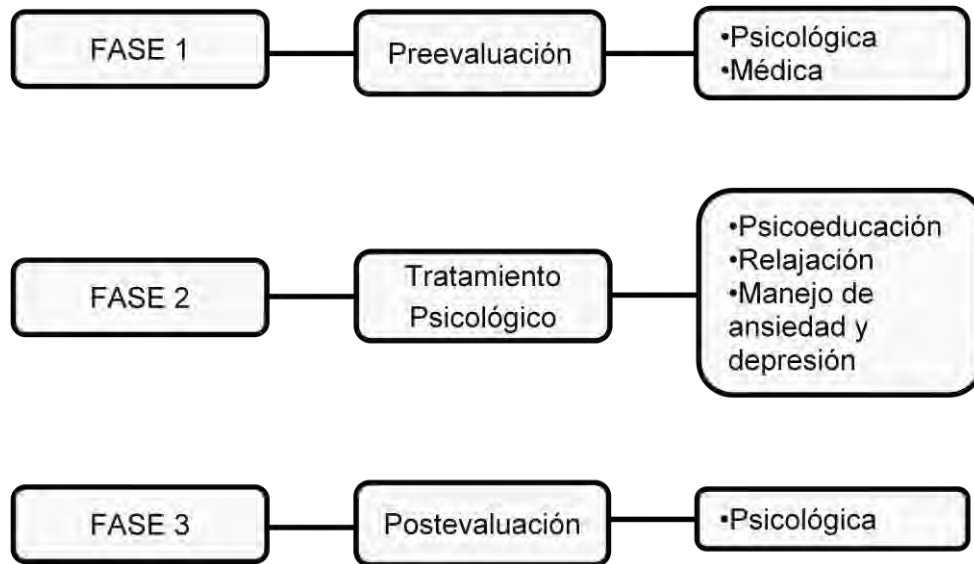 FASE 1
Preevaluación
•Psicológica
•Médica
FASE 2
Tratamiento
Psicológico
•Psicoeducación
•Relajación
•Manejo de
ansiedad y
depresión
FASE 3
Postevaluación
•Psicológica